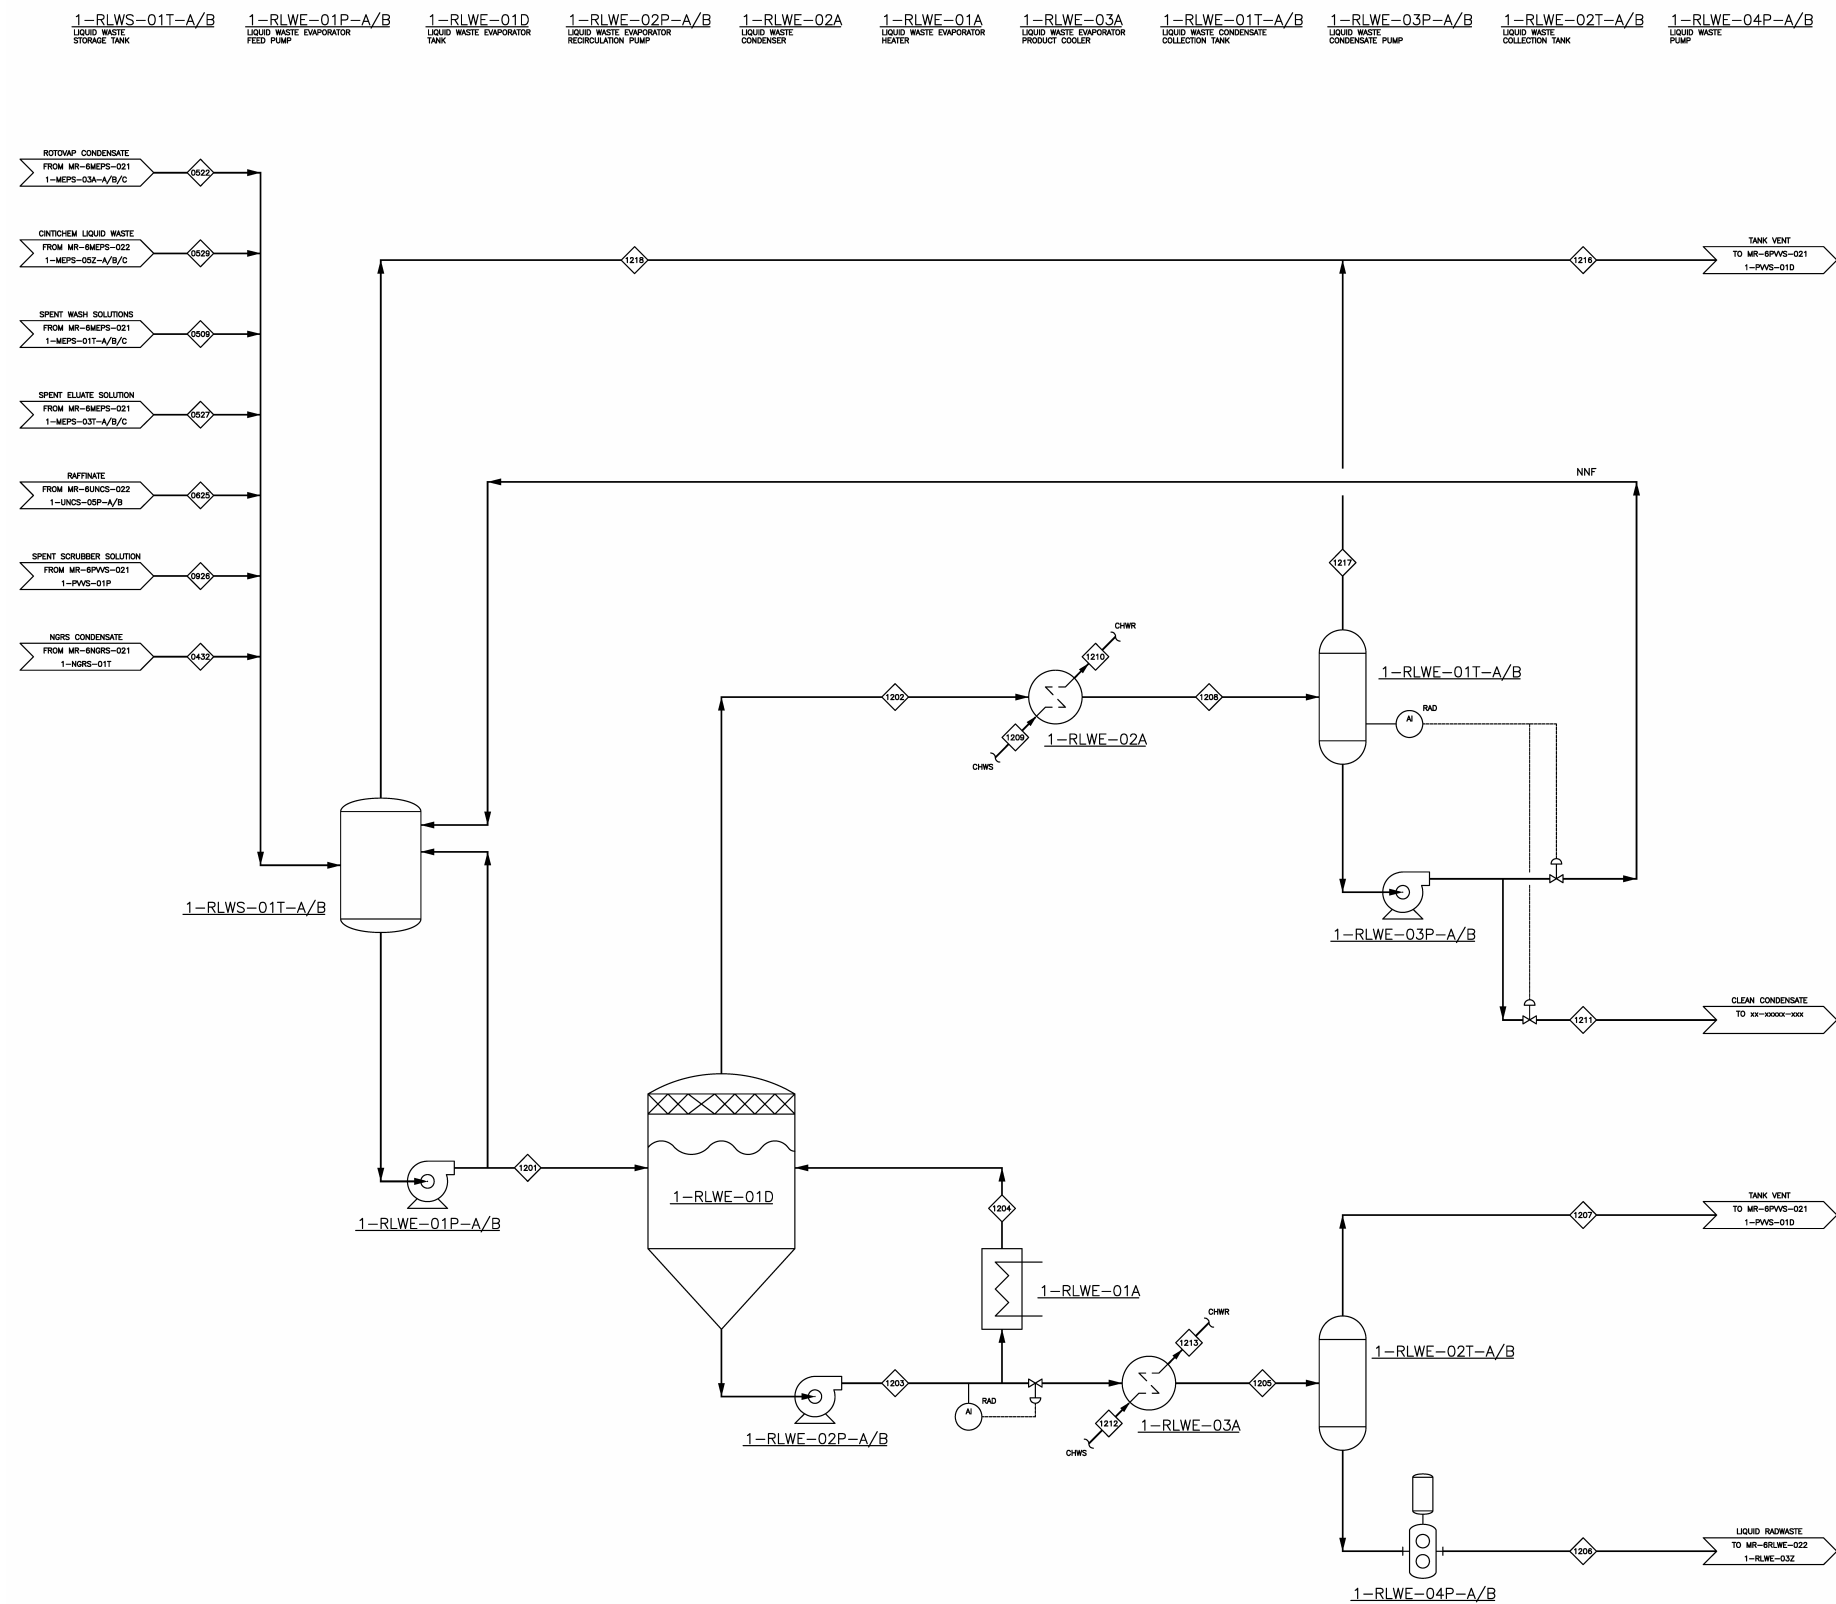 1-RLWS-01T-A/B
LIQUID WASTE
STORAGE TANK
1-RLWE-01P-A/B
LIQUID WASTE EVAPORATOR
FEED PUMP
1-RLWE-01D
LIQUID WASTE EVAPORATOR
TANK
1-RLWE-02P-A/B
LIQUID WASTE EVAPORATOR
RECIRCULATION PUMP
1-RLWE-02A
LIQUID WASTE
CONDENSER
1-RLWE-01A
LIQUID WASTE EVAPORATOR
HEATER
1-RLWE-03A
LIQUID WASTE EVAPORATOR
PRODUCT COOLER
1-RLWE-01T-A/B
LIQUID WASTE CONDENSATE
COLLECTION TANK
1-RLWE-03P-A/B
LIQUID WASTE
CONDENSATE PUMP
1-RLWE-02T-A/B
LIQUID WASTE
COLLECTION TANK
1-RLWE-04P-A/B
LIQUID WASTE
PUMP
ROTOVAP CONDENSATE
FROM MR-6MEPS-021
1-MEPS-03A-A/B/C
0522
CINTICHEM LIQUID WASTE
FROM MR-6MEPS-022
1-MEPS-05Z-A/B/C
0529
SPENT WASH SOLUTIONS
FROM MR-6MEPS-021
1-MEPS-01T-A/B/C
0509
SPENT ELUATE SOLUTION
FROM MR-6MEPS-021
1-MEPS-03T-A/B/C
0527
RAFFINATE
FROM MR-6UNCS-022
1-UNCS-05P-A/B
0625
SPENT SCRUBBER SOLUTION
FROM MR-6PVVS-021
1-PVVS-01P
0926
NGRS CONDENSATE
FROM MR-6NGRS-021
1-NGRS-01T
0432
1218
1216
TANK VENT
TO MR-6PVVS-021
1-PVVS-01D
NNF
1217
CHWR
1210
1202
1209
CHWS
1-RLWE-02A
1208
1-RLWE-01T-A/B
AI
RAD
1-RLWS-01T-A/B
1-RLWE-03P-A/B
1211
CLEAN CONDENSATE
TO xx-xxxxx-xxx
1201
1-RLWE-01P-A/B
1-RLWE-01D
1204
1-RLWE-01A
1203
1-RLWE-02P-A/B
AI
RAD
CHWR
1213
1212
CHWS
1-RLWE-03A
1205
1-RLWE-02T-A/B
1207
TANK VENT
TO MR-6PVVS-021
1-PVVS-01D
1-RLWE-04P-A/B
1206
LIQUID RADWASTE
TO MR-6RLWE-022
1-RLWE-03Z